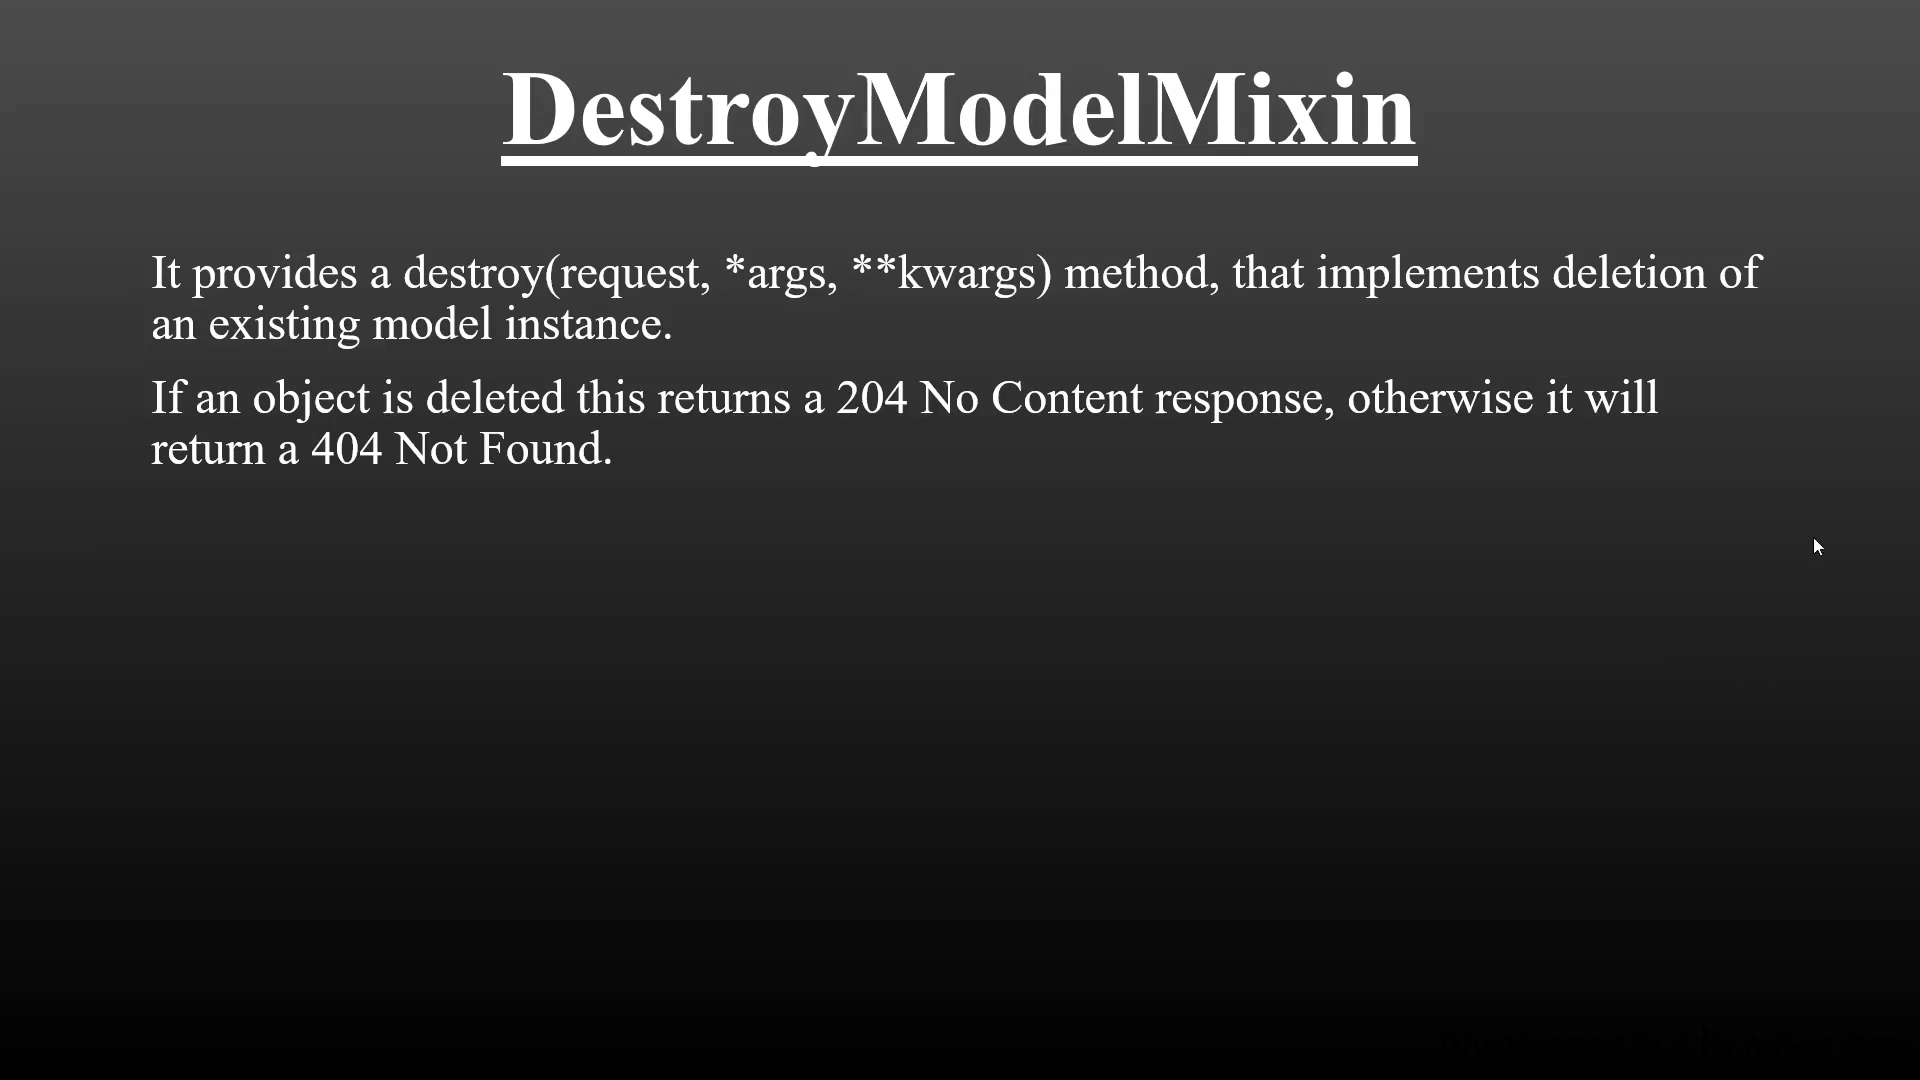 DestroyModelMixin
It provides a destroy(request, *args, **kwargs) method, that implements deletion of
an existing model instance.
If an object is deleted this returns a 204 No Content response, otherwise it will
return a 404 Not Found.